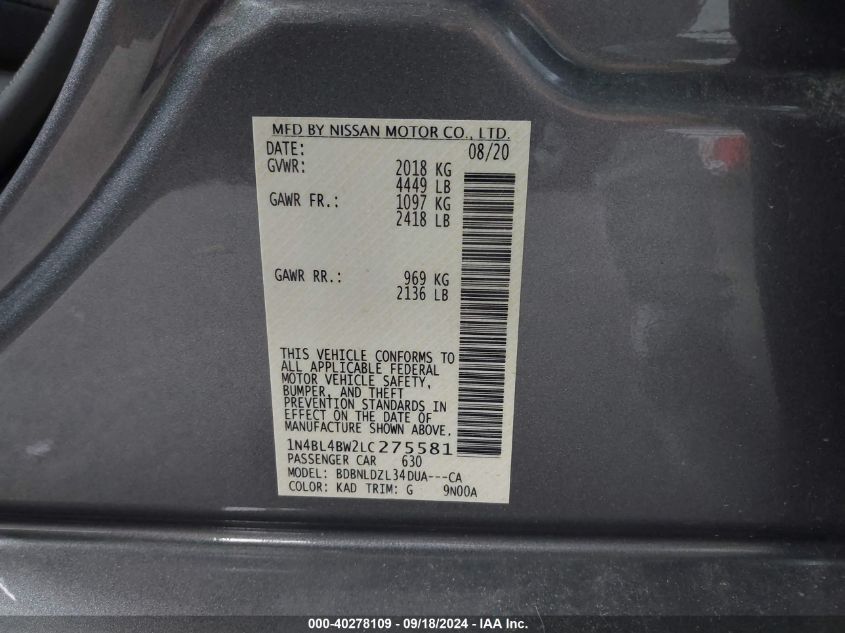 MFD BY NISSAN MOTOR CO., LTD.
DATE: 08/20
GVWR: 2018 KG
4449 LB
GAWR FR.: 1097 KG
2418 LB
GAWR RR.: 969 KG
2136 LB
THIS VEHICLE CONFORMS TO
ALL APPLICABLE FEDERAL
MOTOR VEHICLE SAFETY,
BUMPER, AND THEFT
PREVENTION STANDARDS IN
EFFECT ON THE DATE OF
MANUFACTURE SHOWN ABOVE.
1N4BL4BW2LC275581
PASSENGER CAR 630
MODEL: BDBNLDZL34DUA---CA
COLOR: KAD TRIM: G 9N00A
000-40278109 - 09/18/2024 - IAA Inc.